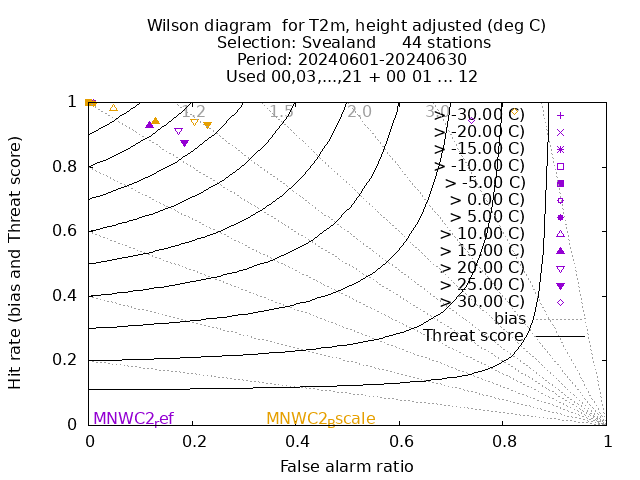 Wilson diagram  for T2m, height adjusted (deg C)
Selection: Svealand     44 stations
Period: 20240601-20240630
Used 00,03,...,21 + 00 01 ... 12
Hit rate (bias and Threat score)
1
0.8
0.6
0.4
0.2
0
1.2 1.5 2.0 3.0
> -30.00 C)
> -20.00 C)
> -15.00 C)
> -10.00 C)
> -5.00 C)
> 0.00 C)
> 5.00 C)
> 10.00 C)
> 15.00 C)
> 20.00 C)
> 25.00 C)
> 30.00 C)
bias
Threat score
MNWC2ref MNWC2Bscale
0 0.2 0.4 0.6 0.8 1
False alarm ratio